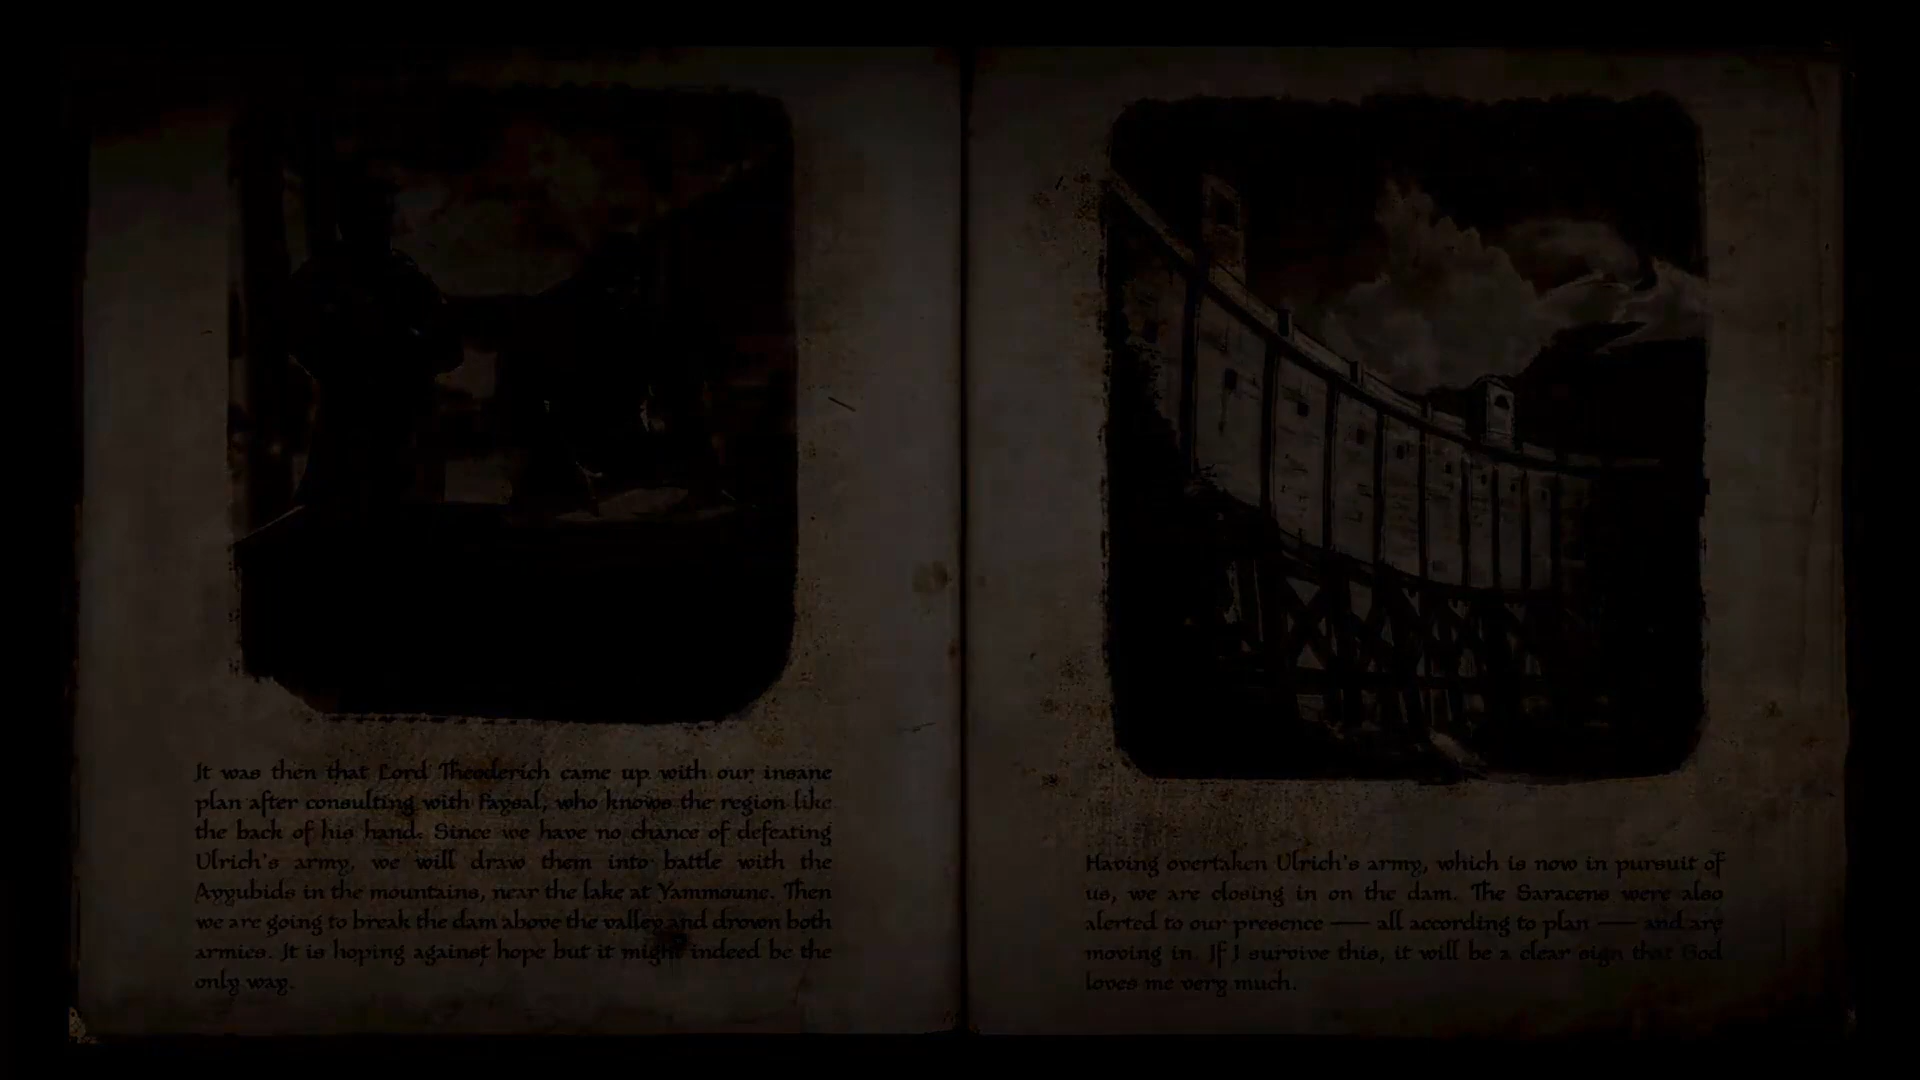 It was then that Lord Theoderich came up with our insane
plan after consulting with Faysal, who knows the region like
the back of his hand. Since we have no chance of defeating
Ulrich's army, we will draw them into battle with the
Ayyubids in the mountains, near the lake at Yammoune. Then
we are going to break the dam above the valley and drown both
armies. It is hoping against hope but it might indeed be the
only way.
Having overtaken Ulrich's army, which is now in pursuit of
us, we are closing in on the dam. The Saracens were also
alerted to our presence — all according to plan — and are
moving in. If I survive this, it will be a clear sign that God
loves me very much.